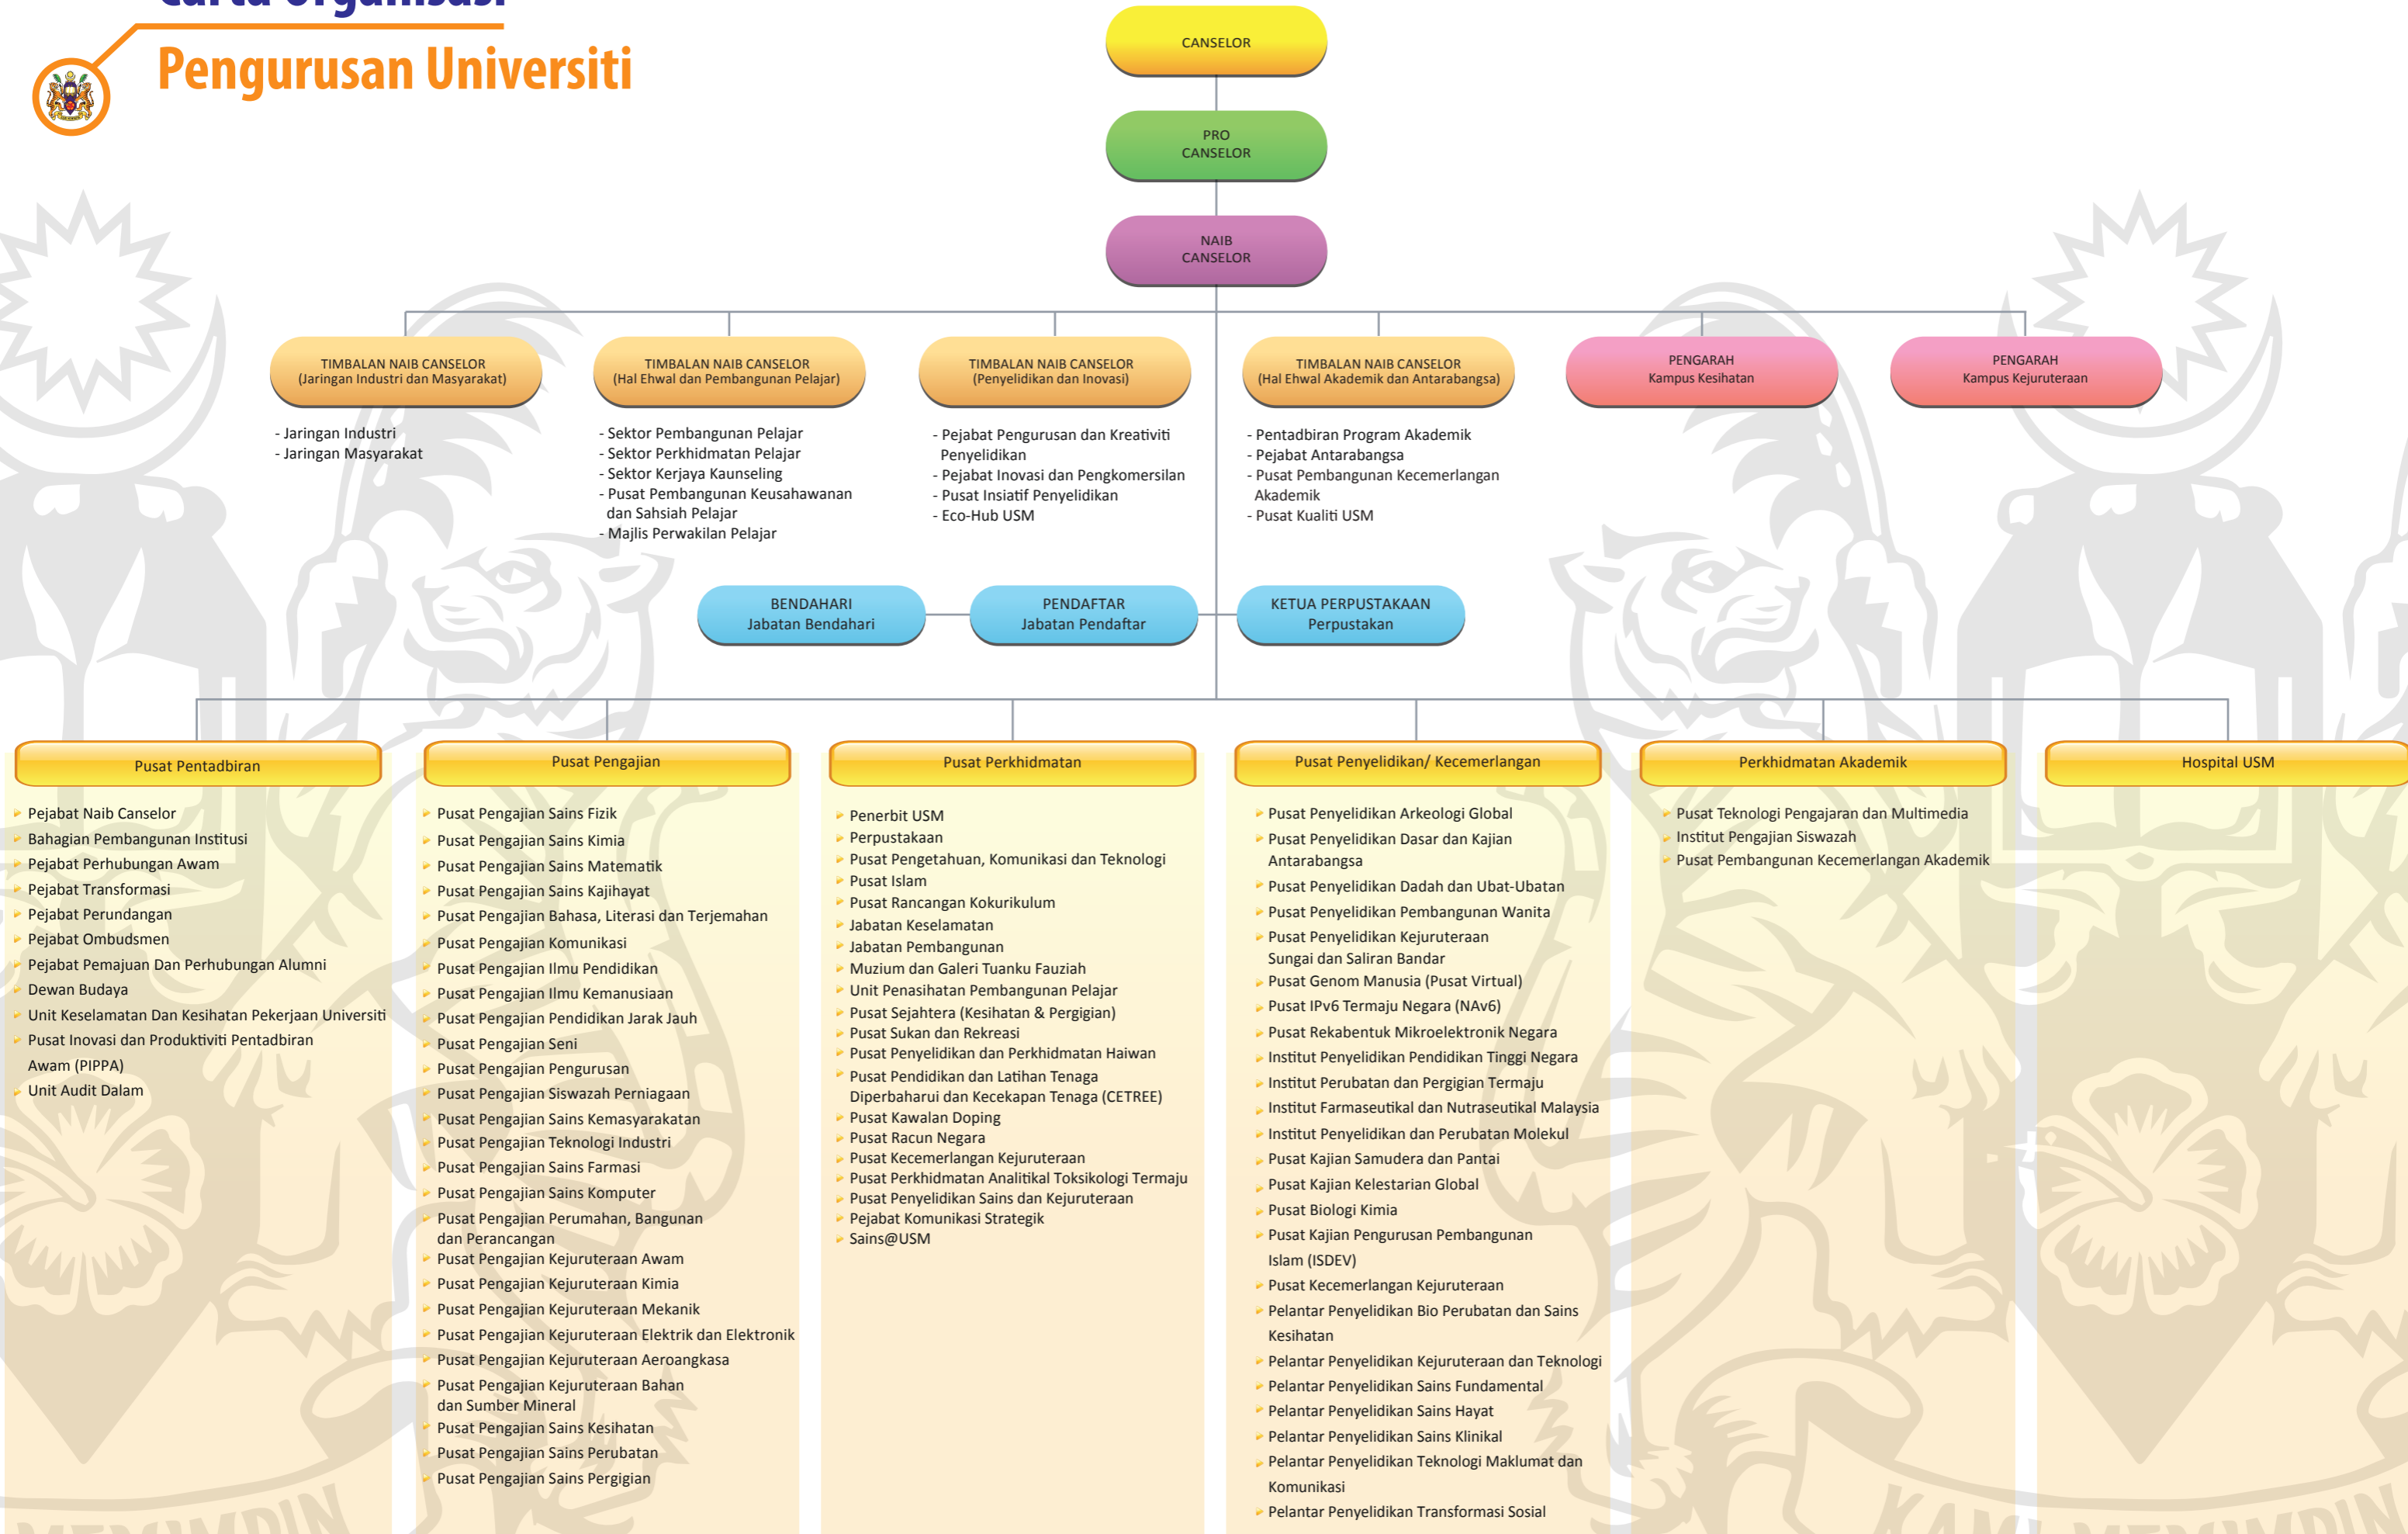 Carta Organisasi
Pengurusan Universiti
CANSELOR
PRO
CANSELOR
NAIB
CANSELOR
TIMBALAN NAIB CANSELOR
(Jaringan Industri dan Masyarakat)
- Jaringan Industri
- Jaringan Masyarakat
TIMBALAN NAIB CANSELOR
(Hal Ehwal dan Pembangunan Pelajar)
- Sektor Pembangunan Pelajar
- Sektor Perkhidmatan Pelajar
- Sektor Kerjaya Kaunseling
- Pusat Pembangunan Keusahawanan
dan Sahsiah Pelajar
- Majlis Perwakilan Pelajar
TIMBALAN NAIB CANSELOR
(Penyelidikan dan Inovasi)
- Pejabat Pengurusan dan Kreativiti
Penyelidikan
- Pejabat Inovasi dan Pengkomersilan
- Pusat Insiatif Penyelidikan
- Eco-Hub USM
TIMBALAN NAIB CANSELOR
(Hal Ehwal Akademik dan Antarabangsa)
- Pentadbiran Program Akademik
- Pejabat Antarabangsa
- Pusat Pembangunan Kecemerlangan
Akademik
- Pusat Kualiti USM
PENGARAH
Kampus Kesihatan
PENGARAH
Kampus Kejuruteraan
BENDAHARI
Jabatan Bendahari
PENDAFTAR
Jabatan Pendaftar
KETUA PERPUSTAKAAN
Perpustakan
Pusat Pentadbiran
Pejabat Naib Canselor
Bahagian Pembangunan Institusi
Pejabat Perhubungan Awam
Pejabat Transformasi
Pejabat Perundangan
Pejabat Ombudsmen
Pejabat Pemajuan Dan Perhubungan Alumni
Dewan Budaya
Unit Keselamatan Dan Kesihatan Pekerjaan Universiti
Pusat Inovasi dan Produktiviti Pentadbiran
Awam (PIPPA)
Unit Audit Dalam
Pusat Pengajian
Pusat Pengajian Sains Fizik
Pusat Pengajian Sains Kimia
Pusat Pengajian Sains Matematik
Pusat Pengajian Sains Kajihayat
Pusat Pengajian Bahasa, Literasi dan Terjemahan
Pusat Pengajian Komunikasi
Pusat Pengajian Ilmu Pendidikan
Pusat Pengajian Ilmu Kemanusiaan
Pusat Pengajian Pendidikan Jarak Jauh
Pusat Pengajian Seni
Pusat Pengajian Pengurusan
Pusat Pengajian Siswazah Perniagaan
Pusat Pengajian Sains Kemasyarakatan
Pusat Pengajian Teknologi Industri
Pusat Pengajian Sains Farmasi
Pusat Pengajian Sains Komputer
Pusat Pengajian Perumahan, Bangunan
dan Perancangan
Pusat Pengajian Kejuruteraan Awam
Pusat Pengajian Kejuruteraan Kimia
Pusat Pengajian Kejuruteraan Mekanik
Pusat Pengajian Kejuruteraan Elektrik dan Elektronik
Pusat Pengajian Kejuruteraan Aeroangkasa
Pusat Pengajian Kejuruteraan Bahan
dan Sumber Mineral
Pusat Pengajian Sains Kesihatan
Pusat Pengajian Sains Perubatan
Pusat Pengajian Sains Pergigian
Pusat Perkhidmatan
Penerbit USM
Perpustakaan
Pusat Pengetahuan, Komunikasi dan Teknologi
Pusat Islam
Pusat Rancangan Kokurikulum
Jabatan Keselamatan
Jabatan Pembangunan
Muzium dan Galeri Tuanku Fauziah
Unit Penasihatan Pembangunan Pelajar
Pusat Sejahtera (Kesihatan & Pergigian)
Pusat Sukan dan Rekreasi
Pusat Penyelidikan dan Perkhidmatan Haiwan
Pusat Pendidikan dan Latihan Tenaga
Diperbaharui dan Kecekapan Tenaga (CETREE)
Pusat Kawalan Doping
Pusat Racun Negara
Pusat Kecemerlangan Kejuruteraan
Pusat Perkhidmatan Analitikal Toksikologi Termaju
Pusat Penyelidikan Sains dan Kejuruteraan
Pejabat Komunikasi Strategik
Sains@USM
Pusat Penyelidikan/ Kecemerlangan
Pusat Penyelidikan Arkeologi Global
Pusat Penyelidikan Dasar dan Kajian
Antarabangsa
Pusat Penyelidikan Dadah dan Ubat-Ubatan
Pusat Penyelidikan Pembangunan Wanita
Pusat Penyelidikan Kejuruteraan
Sungai dan Saliran Bandar
Pusat Genom Manusia (Pusat Virtual)
Pusat IPv6 Termaju Negara (NAv6)
Pusat Rekabentuk Mikroelektronik Negara
Institut Penyelidikan Pendidikan Tinggi Negara
Institut Perubatan dan Pergigian Termaju
Institut Farmaseutikal dan Nutraseutikal Malaysia
Institut Penyelidikan dan Perubatan Molekul
Pusat Kajian Samudera dan Pantai
Pusat Kajian Kelestarian Global
Pusat Biologi Kimia
Pusat Kajian Pengurusan Pembangunan
Islam (ISDEV)
Pusat Kecemerlangan Kejuruteraan
Pelantar Penyelidikan Bio Perubatan dan Sains
Kesihatan
Pelantar Penyelidikan Kejuruteraan dan Teknologi
Pelantar Penyelidikan Sains Fundamental
Pelantar Penyelidikan Sains Hayat
Pelantar Penyelidikan Sains Klinikal
Pelantar Penyelidikan Teknologi Maklumat dan
Komunikasi
Pelantar Penyelidikan Transformasi Sosial
Perkhidmatan Akademik
Pusat Teknologi Pengajaran dan Multimedia
Institut Pengajian Siswazah
Pusat Pembangunan Kecemerlangan Akademik
Hospital USM
MEMIMPIN
KAMI MEMIMPIN